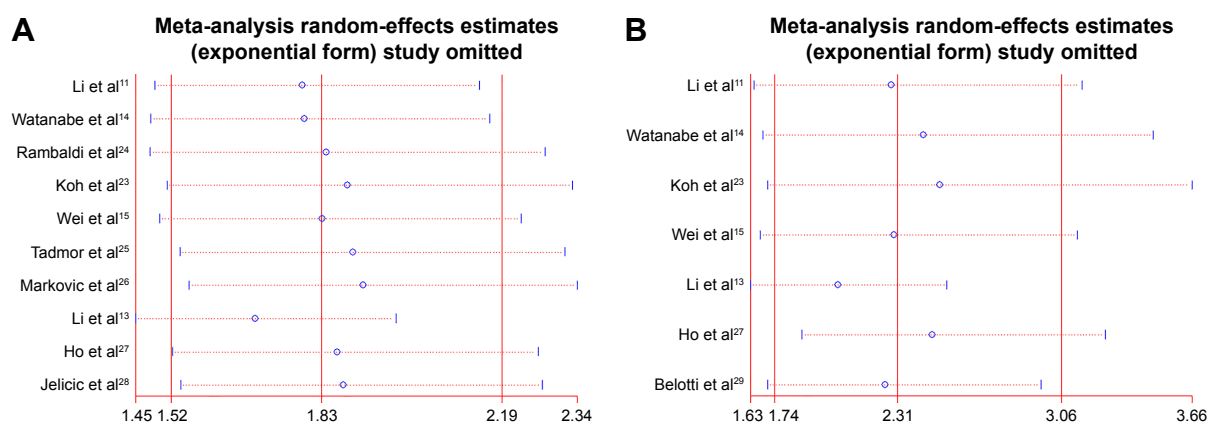 A
Meta-analysis random-effects estimates
(exponential form) study omitted
Li et al¹¹
Watanabe et al¹⁴
Rambaldi et al²⁴
Koh et al²³
Wei et al¹⁵
Tadmor et al²⁵
Markovic et al²⁶
Li et al¹³
Ho et al²⁷
Jelicic et al²⁸
1.45 1.52 1.83 2.19 2.34
B
Meta-analysis random-effects estimates
(exponential form) study omitted
Li et al¹¹
Watanabe et al¹⁴
Koh et al²³
Wei et al¹⁵
Li et al¹³
Ho et al²⁷
Belotti et al²⁹
1.63 1.74 2.31 3.06 3.66